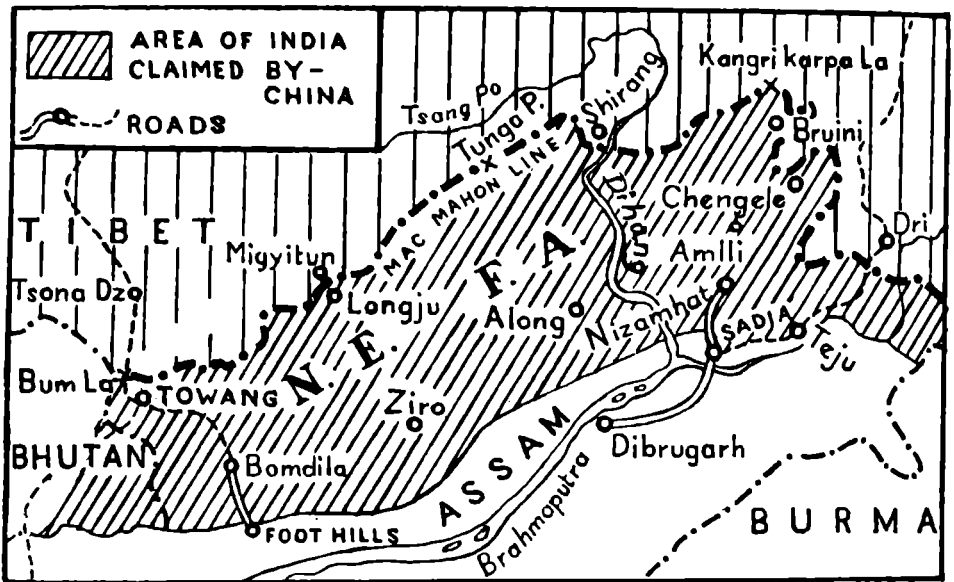 AREA OF INDIA
CLAIMED BY-
CHINA
ROADS
Kangri karpa La
Tsang Po
Tunga P.
Shirang
Bruini
MAC MAHON LINE
Dihang
Chengele
TIBET
Dri
Migyitun
Amlli
Tsona Dzo
Longju
N.E.F.A
Along
Nizamhat
SADIA
Teju
Bum La
TOWANG
Ziro
BHUTAN
Bomdila
ASSAM
Dibrugarh
Brahmaputra
BURMA
FOOT HILLS